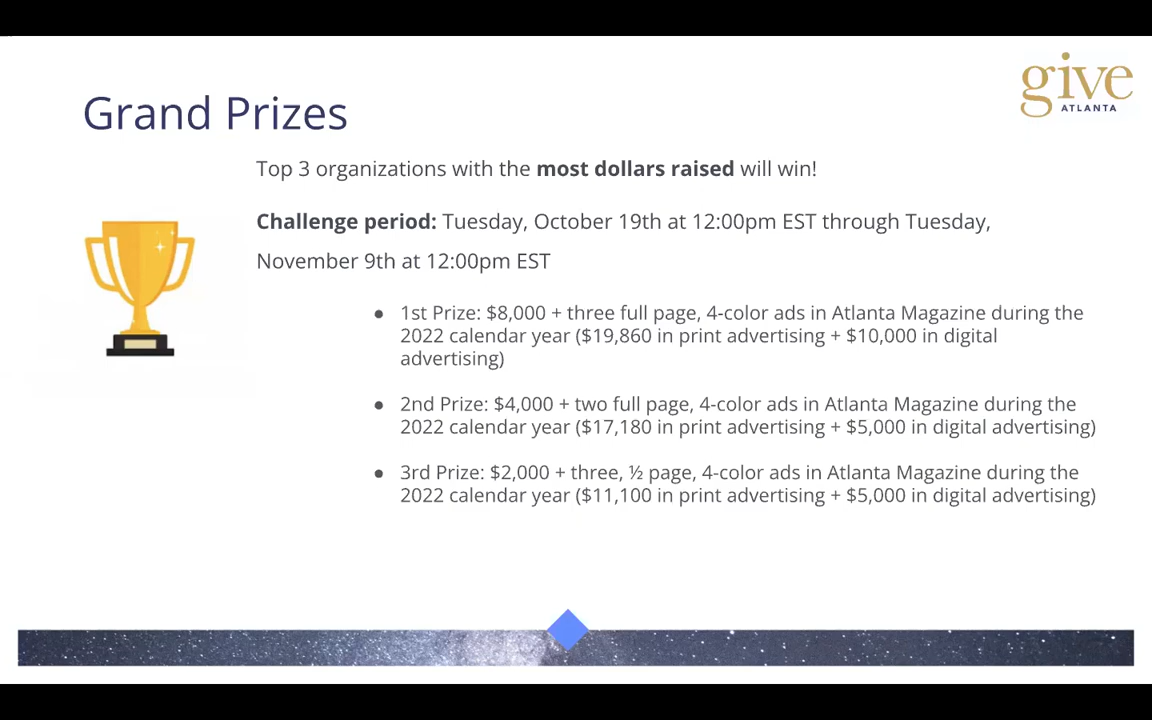 give
ATLANTA
Grand Prizes
Top 3 organizations with the most dollars raised will win!
Challenge period: Tuesday, October 19th at 12:00pm EST through Tuesday,
November 9th at 12:00pm EST
● 1st Prize: $8,000 + three full page, 4-color ads in Atlanta Magazine during the
2022 calendar year ($19,860 in print advertising + $10,000 in digital
advertising)
● 2nd Prize: $4,000 + two full page, 4-color ads in Atlanta Magazine during the
2022 calendar year ($17,180 in print advertising + $5,000 in digital advertising)
● 3rd Prize: $2,000 + three, ½ page, 4-color ads in Atlanta Magazine during the
2022 calendar year ($11,100 in print advertising + $5,000 in digital advertising)